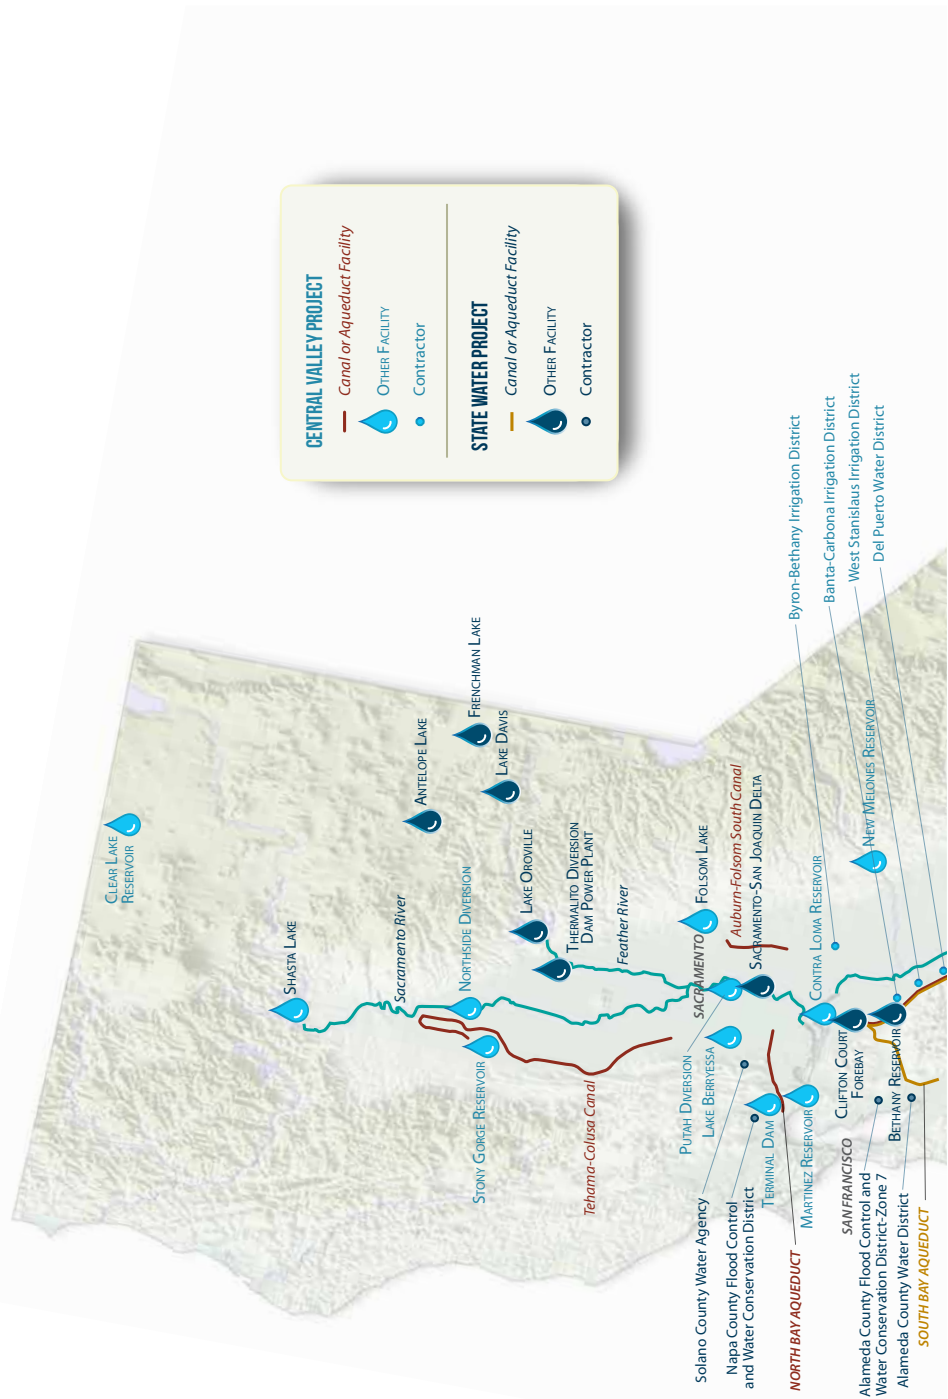 CENTRAL VALLEY PROJECT
Canal or Aqueduct Facility
OTHER FACILITY
Contractor
STATE WATER PROJECT
Canal or Aqueduct Facility
OTHER FACILITY
Contractor
CLEAR LAKE
RESERVOIR
SHASTA LAKE
Sacramento River
ANTELOPE LAKE
FRENCHMAN LAKE
LAKE DAVIS
NORTHSIDE DIVERSION
STONY GORGE RESERVOIR
LAKE OROVILLE
THERMALITO DIVERSION
DAM POWER PLANT
Feather River
Tehama-Colusa Canal
FOLSOM LAKE
SACRAMENTO
Auburn-Folsom South Canal
SACRAMENTO-SAN JOAQUIN DELTA
PUTAH DIVERSION
LAKE BERRYESSA
Solano County Water Agency
Napa County Flood Control
and Water Conservation District
TERMINAL DAM
NORTH BAY AQUEDUCT
MARTINEZ RESERVOIR
CONTRA LOMA RESERVOIR
Byron-Bethany Irrigation District
Banta-Carbona Irrigation District
West Stanislaus Irrigation District
Del Puerto Water District
NEW MELONES RESERVOIR
CLIFTON COURT
FOREBAY
SAN FRANCISCO
BETHANY RESERVOIR
Alameda County Flood Control and
Water Conservation District-Zone 7
Alameda County Water District
SOUTH BAY AQUEDUCT